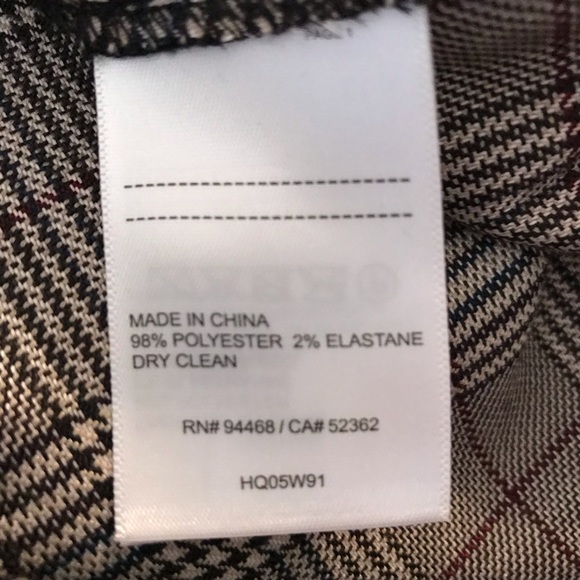 MADE IN CHINA
98% POLYESTER 2% ELASTANE
DRY CLEAN
RN# 94468 / CA# 52362
HQ05W91